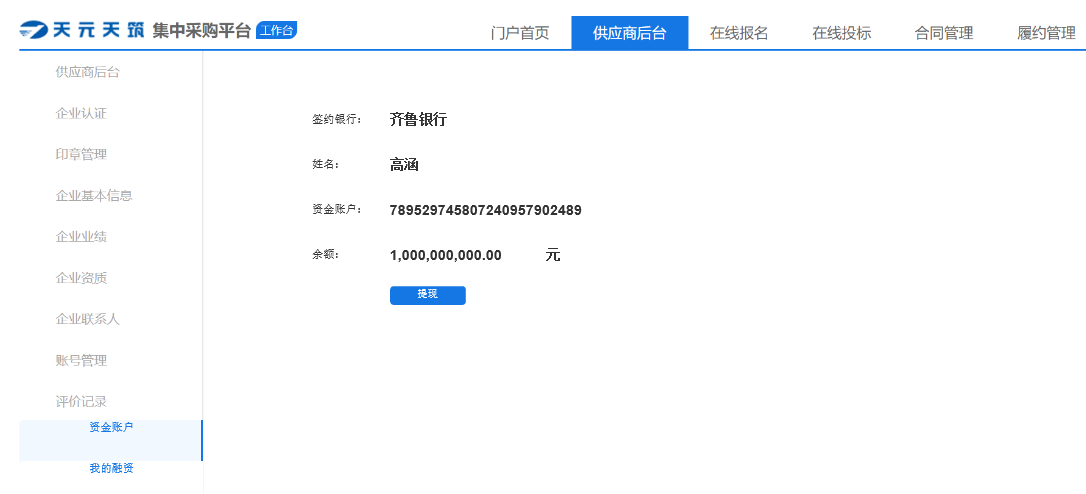 天元天筑 集中采购平台 工作台
门户首页 供应商后台 在线报名 在线投标 合同管理 履约管理
供应商后台
企业认证
印章管理
企业基本信息
企业业绩
企业资质
企业联系人
账号管理
评价记录
资金账户
我的融资
签约银行： 齐鲁银行
姓名： 高涵
资金账户： 789529745807240957902489
余额： 1,000,000,000.00 元
提现